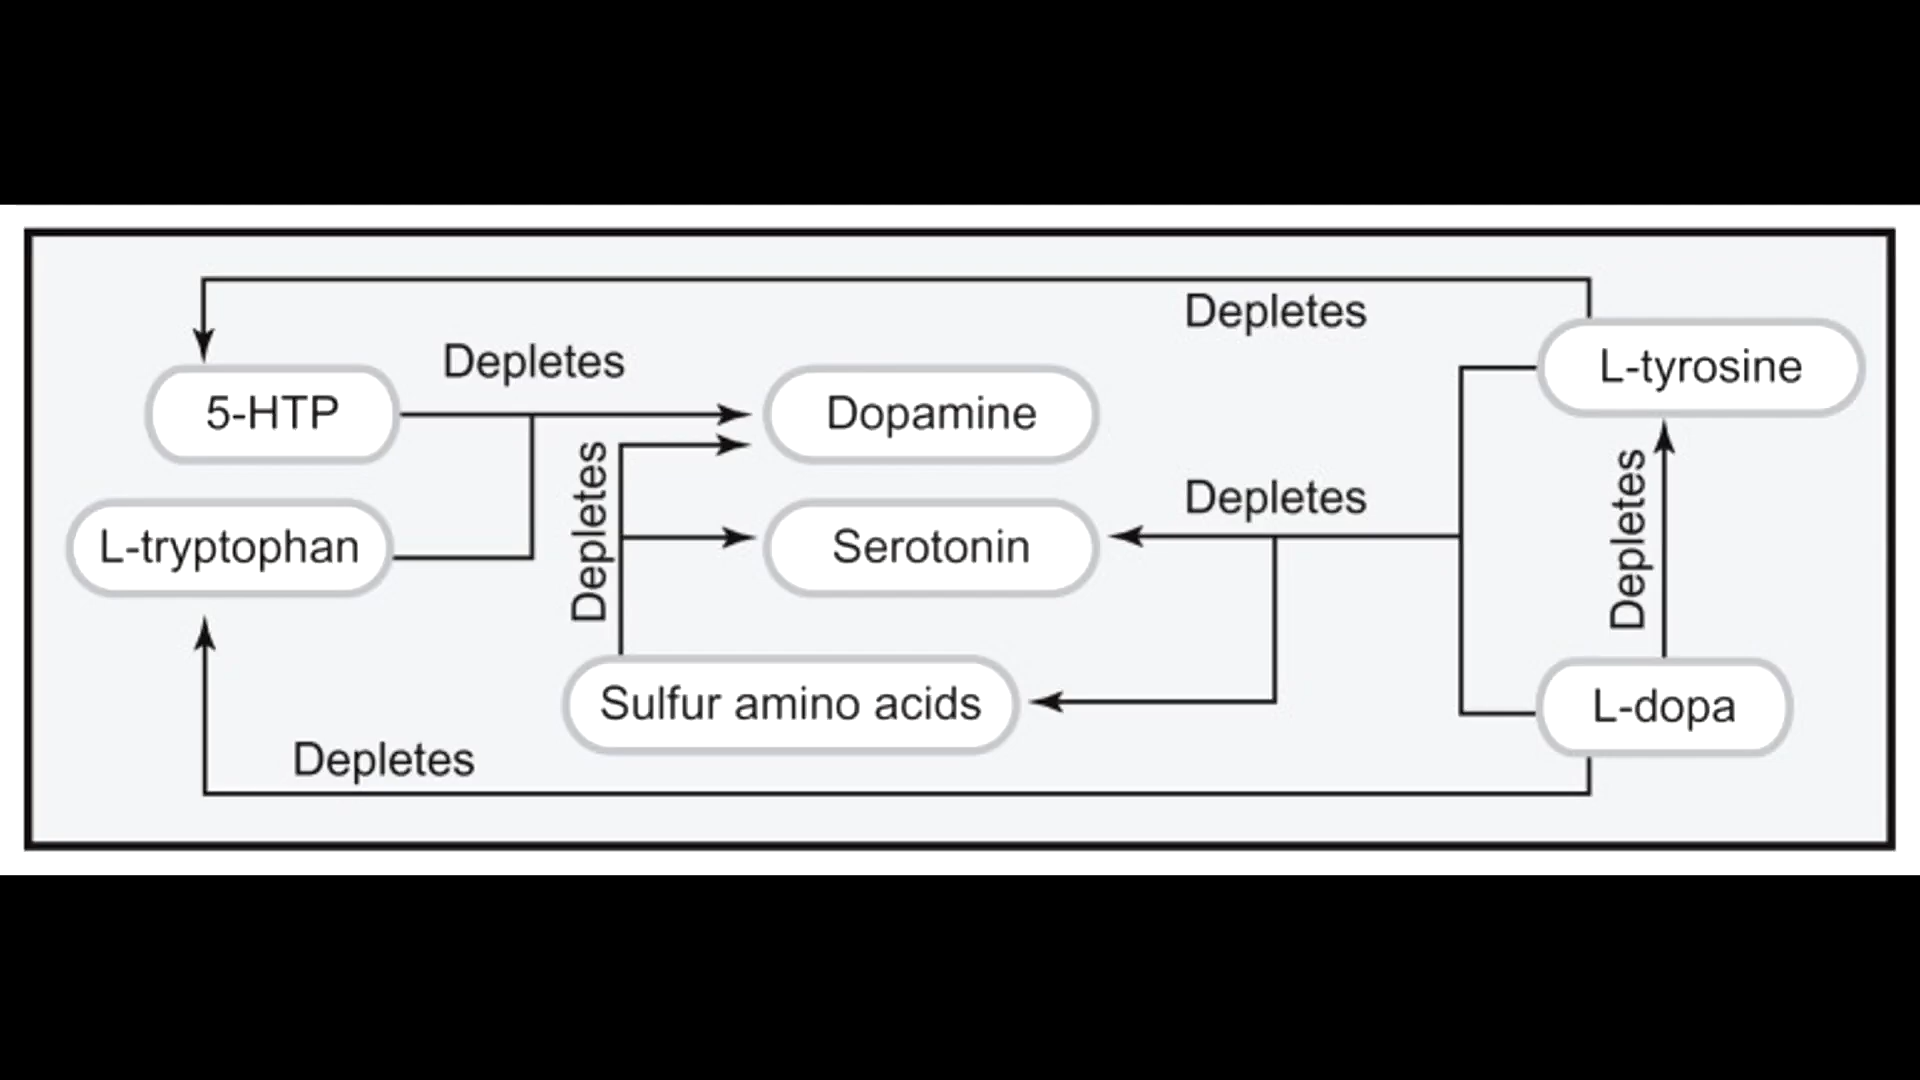 Depletes
L-tyrosine
Depletes
5-HTP
Dopamine
L-tryptophan
Depletes
Serotonin
Depletes
Depletes
Sulfur amino acids
L-dopa
Depletes